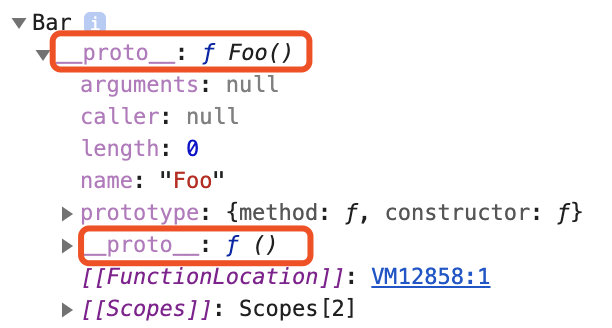 Bar i
__proto__: ƒ Foo()
arguments: null
caller: null
length: 0
name: "Foo"
prototype: {method: ƒ, constructor: ƒ}
__proto__: ƒ ()
[[FunctionLocation]]: VM12858:1
[[Scopes]]: Scopes[2]